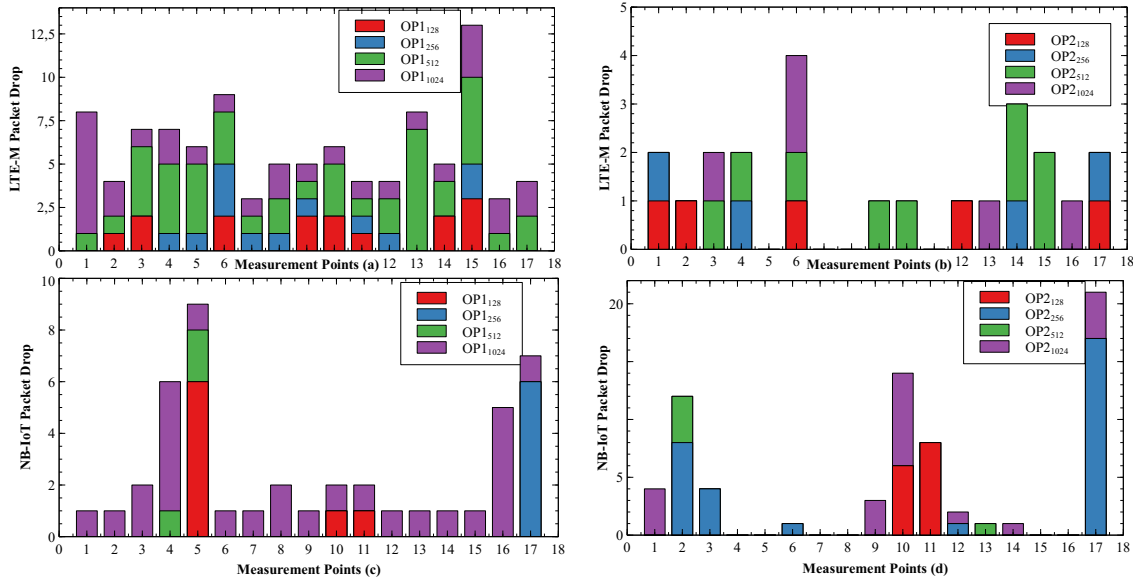 12,5
10
7,5
5
2,5
0
LTE-M Packet Drop
OP1128
OP1256
OP1512
OP11024
0 1 2 3 4 5 6 12 13 14 15 16 17 18
Measurement Points (a)
5
4
3
2
1
0
LTE-M Packet Drop
OP2128
OP2256
OP2512
OP21024
0 1 2 3 4 5 6 12 13 14 15 16 17 18
Measurement Points (b)
10
8
6
4
2
0
NB-IoT Packet Drop
OP1128
OP1256
OP1512
OP11024
0 1 2 3 4 5 6 7 8 9 10 11 12 13 14 15 16 17 18
Measurement Points (c)
20
5
0
NB-IoT Packet Drop
OP2128
OP2256
OP2512
OP21024
0 1 2 3 4 5 6 7 8 9 10 11 12 13 14 15 16 17 18
Measurement Points (d)